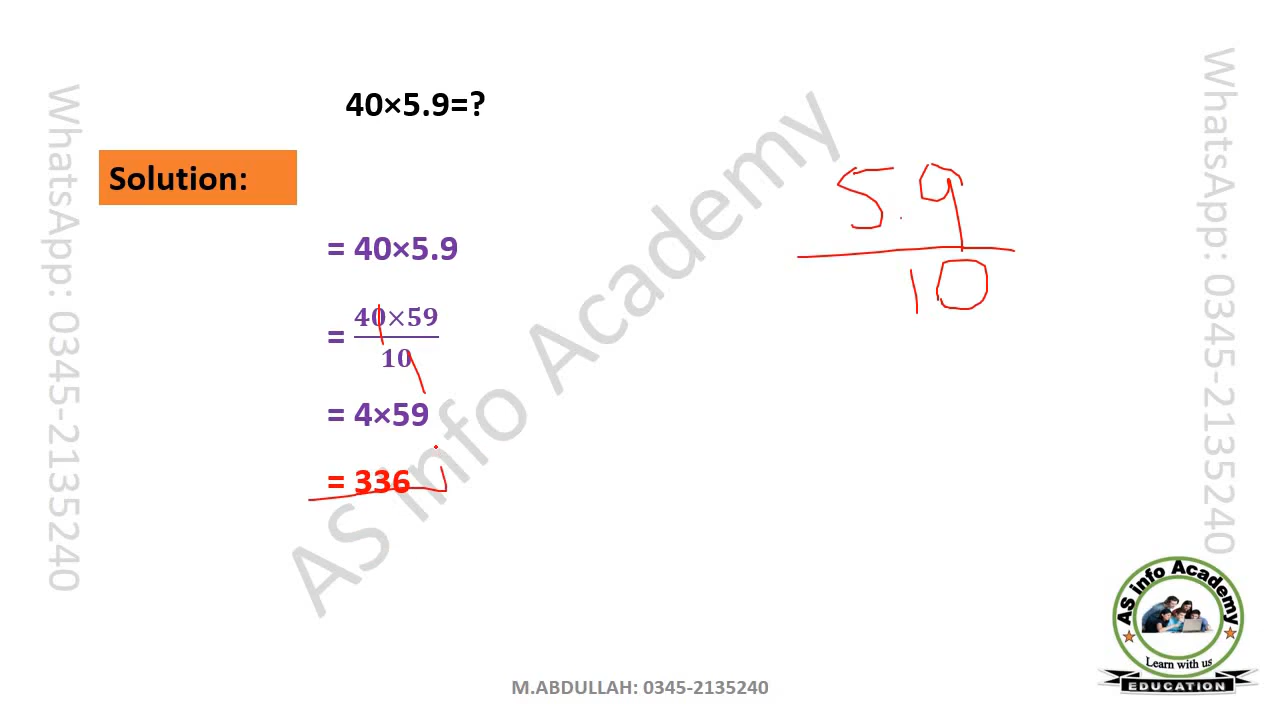 40×5.9=?
Solution:
= 40×5.9
= 40×59
10
= 4×59
= 336
5.9
10
AS info Academy
WhatsApp: 0345-2135240
WhatsApp: 0345-2135240
AS info Academy
Learn with us
EDUCATION
M.ABDULLAH: 0345-2135240